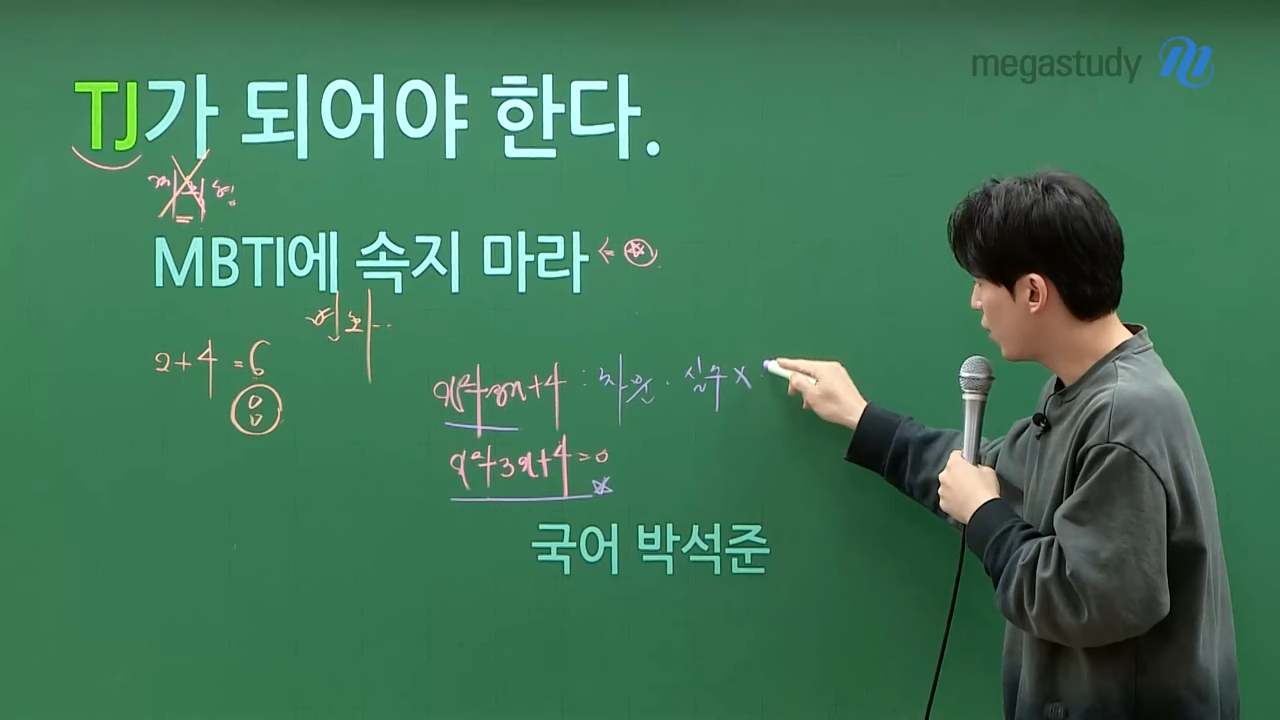 megastudy
TJ가 되어야 한다.
MBTI에 속지 마라
2+4=6
x²+3x+4 : 차원. 실수 X
x²+3x+4=0
국어 박석준